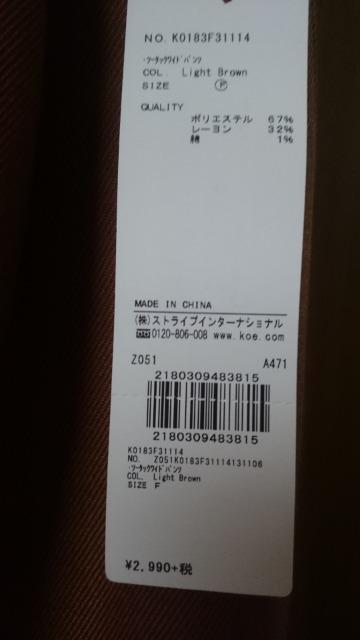 NO. K0183F31114
･ﾂｰﾀｯｸﾜｲﾄﾞﾊﾟﾝﾂ
COL. Light Brown
SIZE Ⓕ
QUALITY
ポリエステル 67%
レーヨン 32%
綿 1%
MADE IN CHINA
(株)ストライプインターナショナル
☎0120-806-008 www.koe.com
Z051 A471
2180309483815
2180309483815
K0183F31114
NO. Z051K0183F31114131106
･ﾂｰﾀｯｸﾜｲﾄﾞﾊﾟﾝﾂ
COL. Light Brown
SIZE F
¥2,990+税